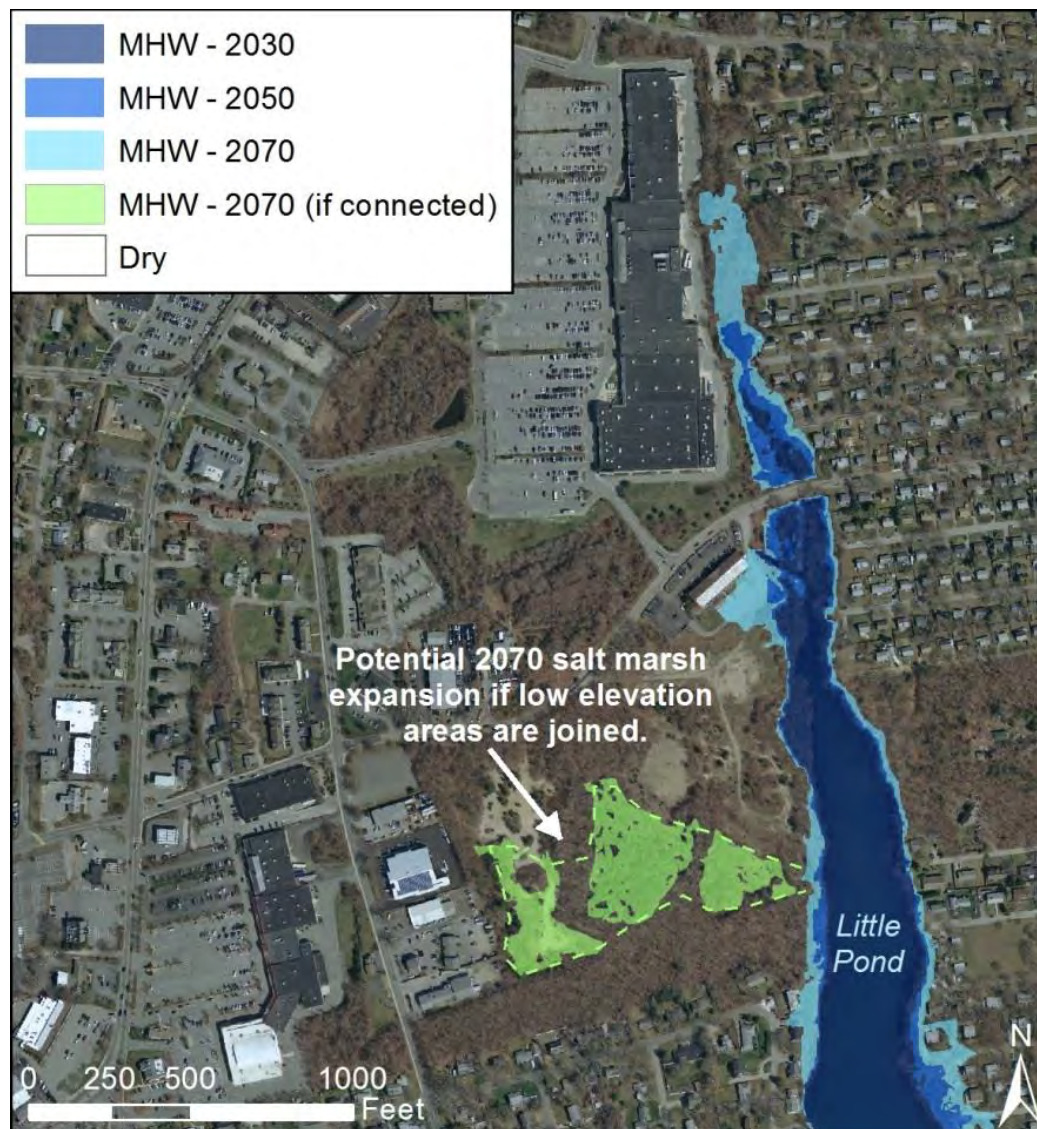 MHW - 2030
MHW - 2050
MHW - 2070
MHW - 2070 (if connected)
Dry
Potential 2070 salt marsh
expansion if low elevation
areas are joined.
Little
Pond
N
0 250 500 1000
Feet